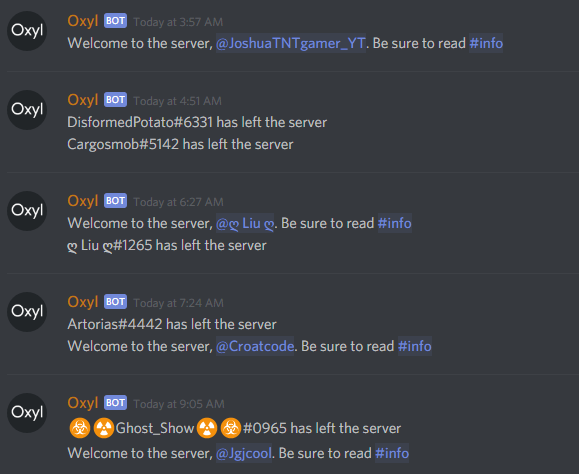 Oxyl
Oxyl BOT Today at 3:57 AM
Welcome to the server, @JoshuaTNTgamer_YT. Be sure to read #info
Oxyl
Oxyl BOT Today at 4:51 AM
DisformedPotato#6331 has left the server
Cargosmob#5142 has left the server
Oxyl
Oxyl BOT Today at 6:27 AM
Welcome to the server, @ღ Liu ღ. Be sure to read #info
ღ Liu ღ#1265 has left the server
Oxyl
Oxyl BOT Today at 7:24 AM
Artorias#4442 has left the server
Welcome to the server, @Croatcode. Be sure to read #info
Oxyl
Oxyl BOT Today at 9:05 AM
☣☢Ghost_Show☢☣#0965 has left the server
Welcome to the server, @Jgjcool. Be sure to read #info